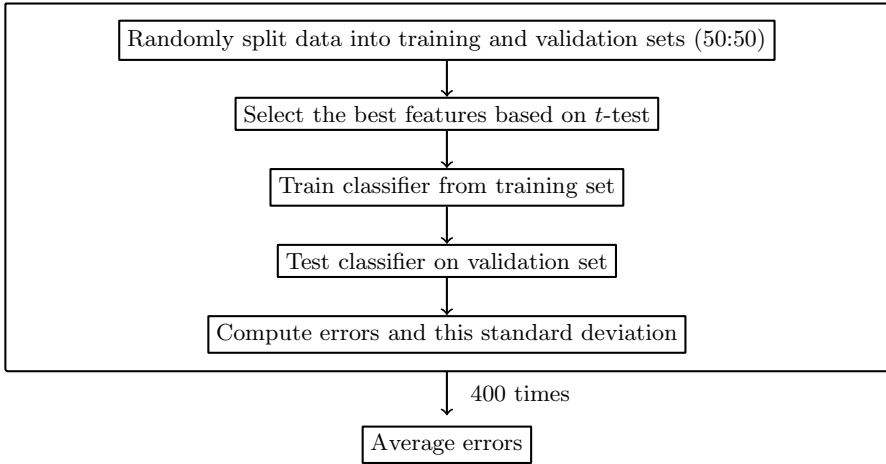 Randomly split data into training and validation sets (50:50)
Select the best features based on t-test
Train classifier from training set
Test classifier on validation set
Compute errors and this standard deviation
400 times
Average errors